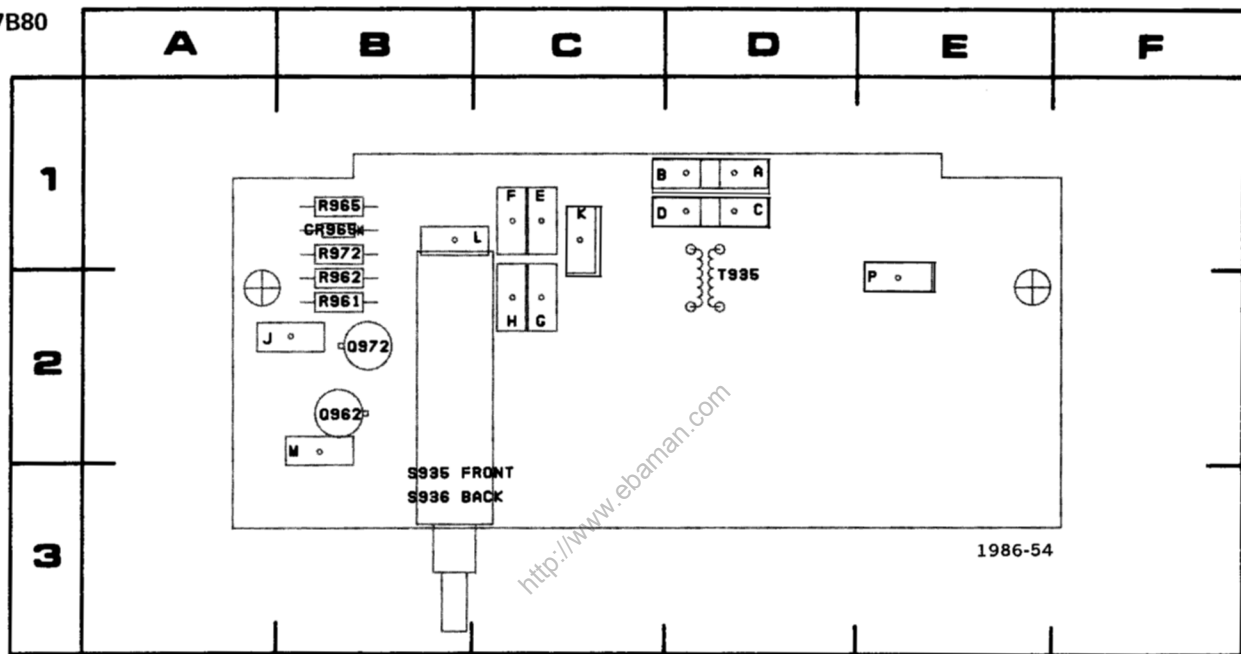 7B80
A B C D E F
1
B A
R965
F E
K
D C
CR965
L
R972
T935
R962
P
R961
H G
J
Q972
2
Q962
M
S935 FRONT
S936 BACK
http://www.ebaman.com
3
1986-54